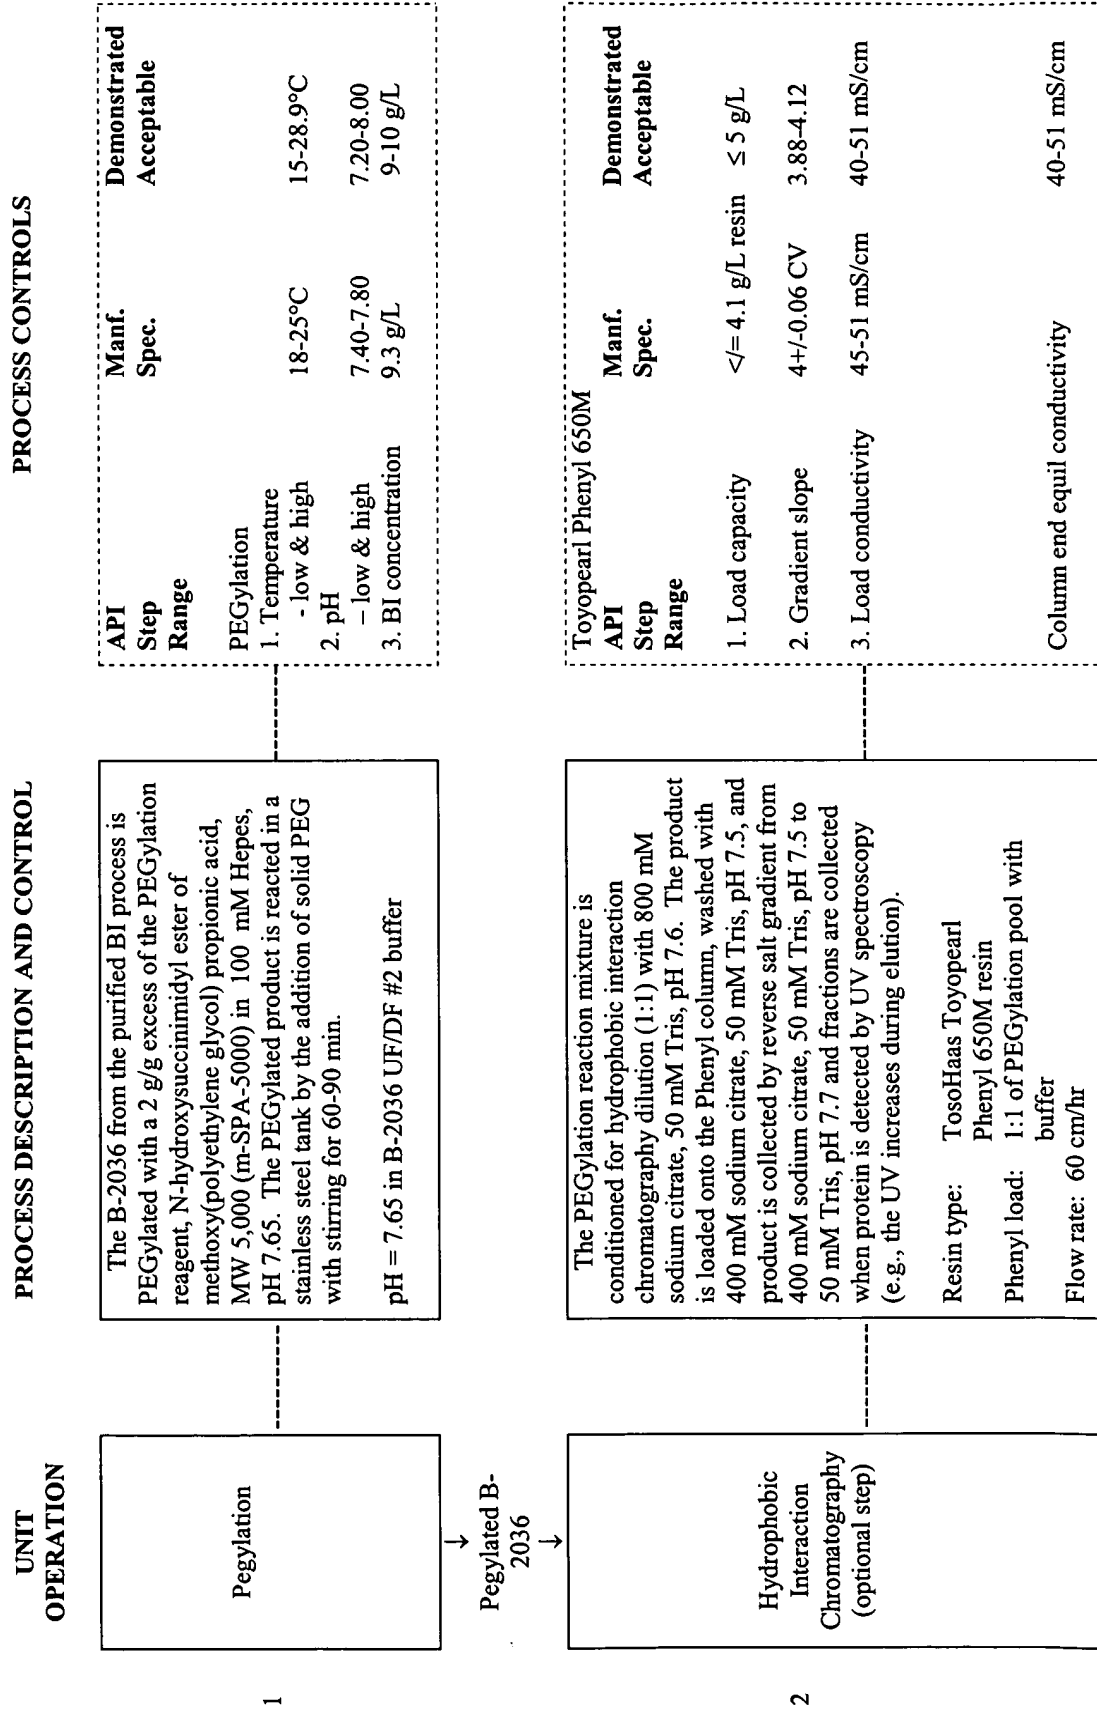 UNIT
OPERATION
PROCESS DESCRIPTION AND CONTROL
PROCESS CONTROLS
1
Pegylation
The B-2036 from the purified BI process is
PEGylated with a 2 g/g excess of the PEGylation
reagent, N-hydroxysuccinimidyl ester of
methoxy(polyethylene glycol) propionic acid,
MW 5,000 (m-SPA-5000) in 100 mM Hepes,
pH 7.65. The PEGylated product is reacted in a
stainless steel tank by the addition of solid PEG
with stirring for 60-90 min.
pH = 7.65 in B-2036 UF/DF #2 buffer
API Manf. Demonstrated
Step Spec. Acceptable
Range
PEGylation
1. Temperature
- low & high 18-25°C 15-28.9°C
2. pH
– low & high 7.40-7.80 7.20-8.00
3. BI concentration 9.3 g/L 9-10 g/L
→ Pegylated B- →
2036
2
Hydrophobic
Interaction
Chromatography
(optional step)
The PEGylation reaction mixture is
conditioned for hydrophobic interaction
chromatography dilution (1:1) with 800 mM
sodium citrate, 50 mM Tris, pH 7.6. The product
is loaded onto the Phenyl column, washed with
400 mM sodium citrate, 50 mM Tris, pH 7.5, and
product is collected by reverse salt gradient from
400 mM sodium citrate, 50 mM Tris, pH 7.5 to
50 mM Tris, pH 7.7 and fractions are collected
when protein is detected by UV spectroscopy
(e.g., the UV increases during elution).
Resin type: TosoHaas Toyopearl
Phenyl 650M resin
Phenyl load: 1:1 of PEGylation pool with
buffer
Flow rate: 60 cm/hr
Toyopearl Phenyl 650M
API Manf. Demonstrated
Step Spec. Acceptable
Range
1. Load capacity </= 4.1 g/L resin ≤ 5 g/L
2. Gradient slope 4+/-0.06 CV 3.88-4.12
3. Load conductivity 45-51 mS/cm 40-51 mS/cm
Column end equil conductivity 40-51 mS/cm